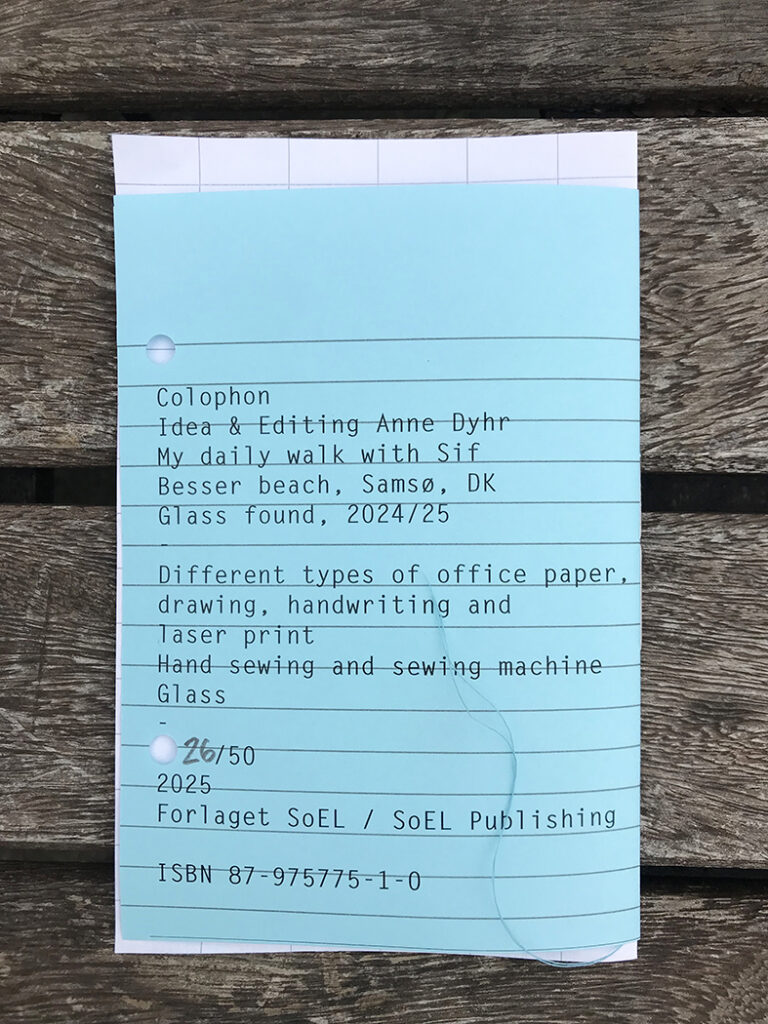 Colophon
Idea & Editing Anne Dyhr
My daily walk with Sif
Besser beach, Samsø, DK
Glass found, 2024/25
-
Different types of office paper,
drawing, handwriting and
laser print
Hand sewing and sewing machine
Glass
-
26/50
2025
Forlaget SoEL / SoEL Publishing
ISBN 87-975775-1-0